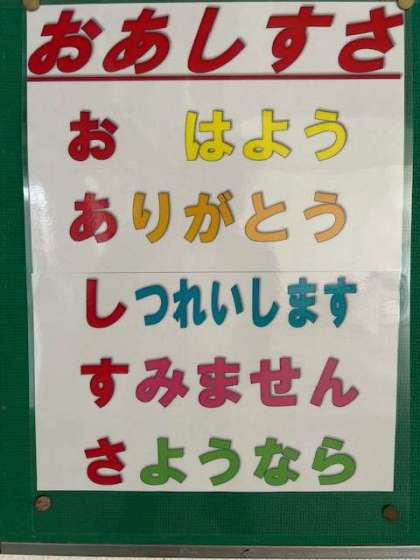 おあしすさ
お はよう
ありがとう
しつれいします
すみません
さようなら